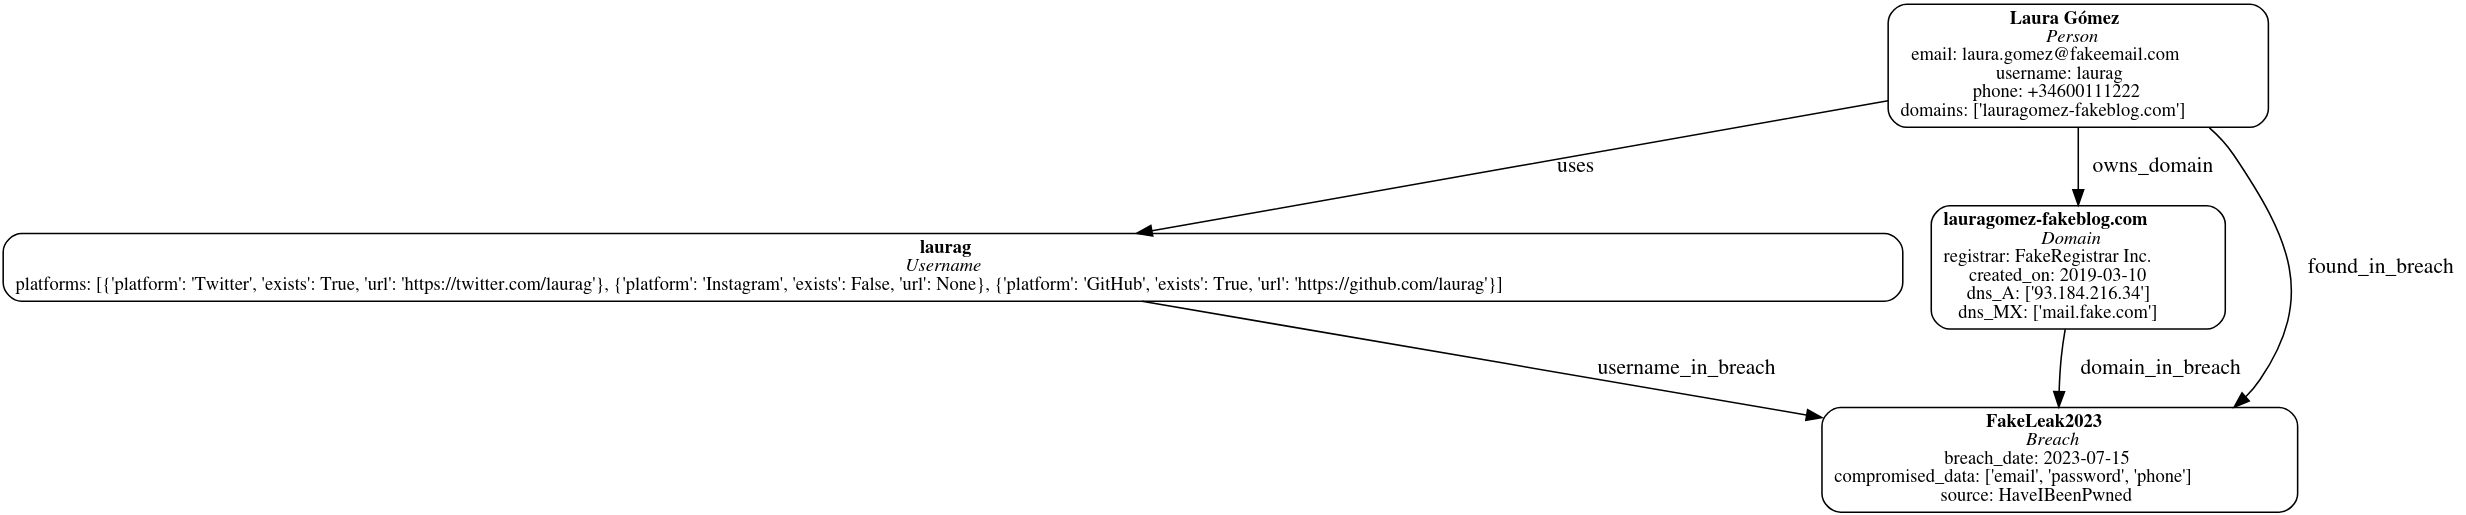 Laura Gómez
Person
email: laura.gomez@fakeemail.com
username: laurag
phone: +34600111222
domains: ['lauragomez-fakeblog.com']
uses
owns_domain
laurag
Username
platforms: [{'platform': 'Twitter', 'exists': True, 'url': 'https://twitter.com/laurag'}, {'platform': 'Instagram', 'exists': False, 'url': None}, {'platform': 'GitHub', 'exists': True, 'url': 'https://github.com/laurag'}]
lauragomez-fakeblog.com
Domain
registrar: FakeRegistrar Inc.
created_on: 2019-03-10
dns_A: ['93.184.216.34']
dns_MX: ['mail.fake.com']
found_in_breach
username_in_breach
domain_in_breach
FakeLeak2023
Breach
breach_date: 2023-07-15
compromised_data: ['email', 'password', 'phone']
source: HaveIBeenPwned